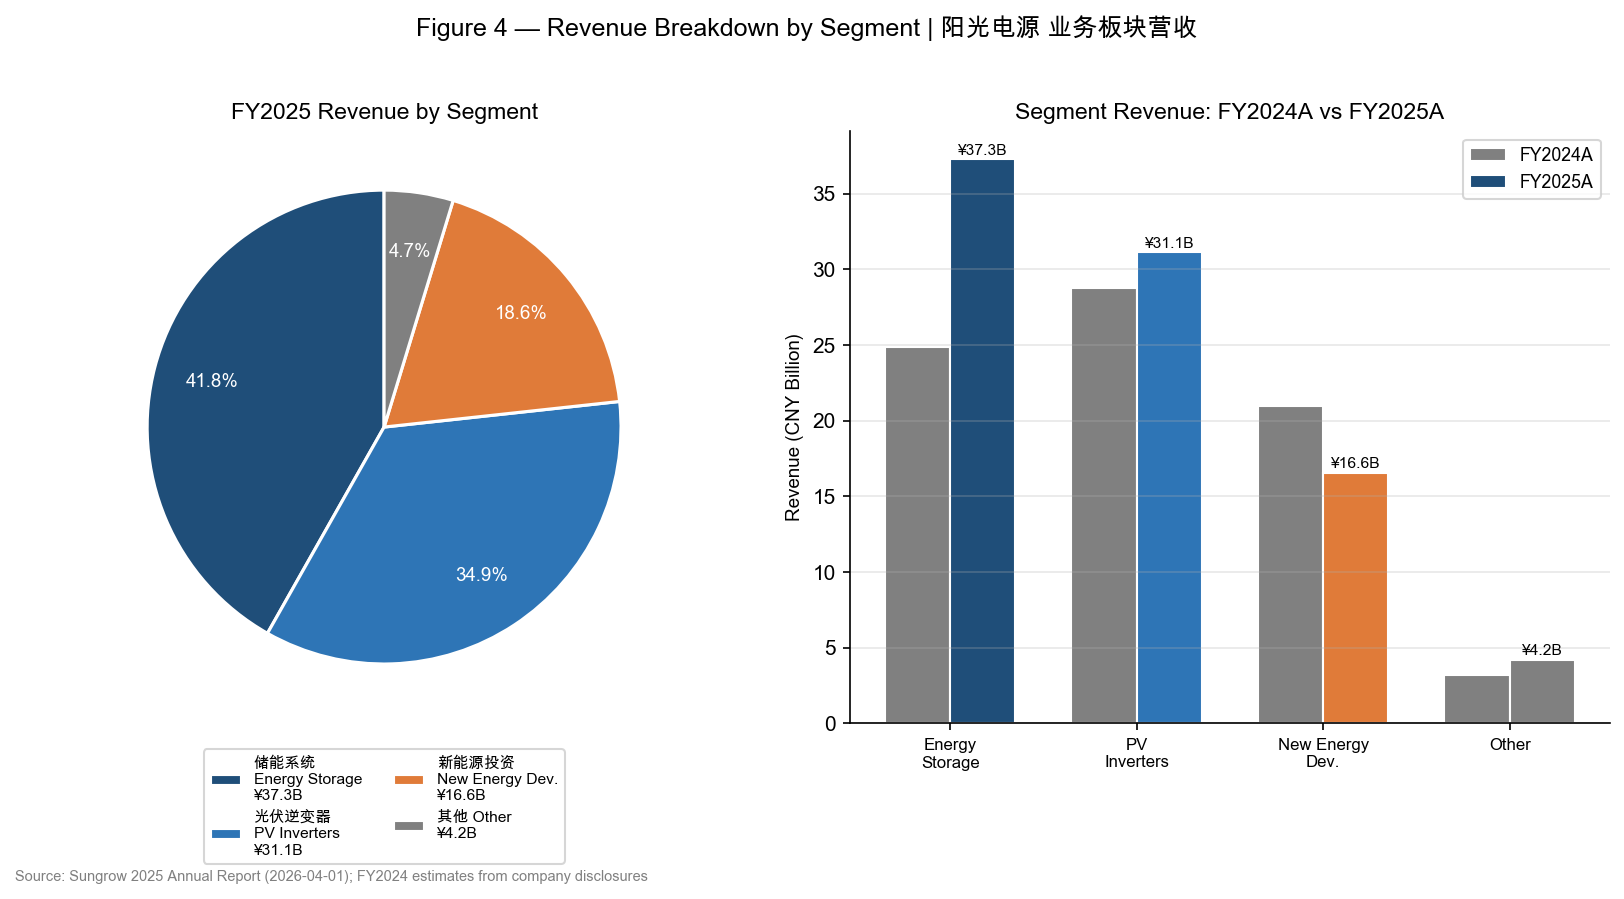 Figure 4 — Revenue Breakdown by Segment | 阳光电源 业务板块营收
FY2025 Revenue by Segment
4.7%
18.6%
41.8%
34.9%
储能系统
Energy Storage
¥37.3B
光伏逆变器
PV Inverters
¥31.1B
新能源投资
New Energy Dev.
¥16.6B
其他 Other
¥4.2B
Segment Revenue: FY2024A vs FY2025A
FY2024A
FY2025A
Revenue (CNY Billion)
35
30
25
20
15
10
5
0
¥37.3B
¥31.1B
¥16.6B
¥4.2B
Energy
Storage
PV
Inverters
New Energy
Dev.
Other
Source: Sungrow 2025 Annual Report (2026-04-01); FY2024 estimates from company disclosures